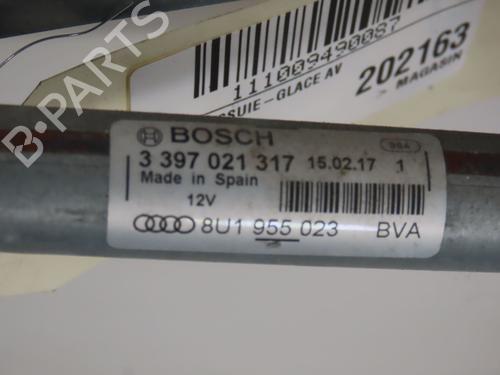 B-PARTS
111009490087
202163
MAGASIN
ESSUIE-GLACE AV
BOSCH
3 397 021 317 15.02.17 1
Made in Spain
12V
8U1 955 023 BVA